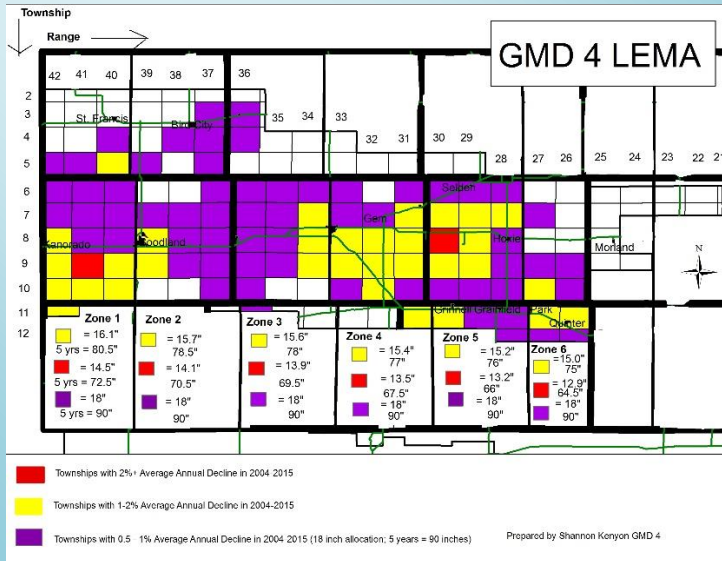 Township
Range
GMD 4 LEMA
42 41 40 39 38 37 36
35 34 33
32 31 30 29
28 27 26 25 24 23 22 21
2
3
4
5
6
7
8
9
10
11
12
St. Francis
Bird City
Selden
Gem
Kanorado
Goodland
Hoxie
Morland
N
Grinnell Grainfield Park
Quinter
Zone 1
= 16.1"
5 yrs = 80.5"
= 14.5"
5 yrs = 72.5"
= 18"
5 yrs = 90"
Zone 2
= 15.7"
78.5"
= 14.1"
70.5"
= 18"
90"
Zone 3
= 15.6"
78"
= 13.9"
69.5"
= 18"
90"
Zone 4
= 15.4"
77"
= 13.5"
67.5"
= 18"
90"
Zone 5
= 15.2"
76"
= 13.2"
66"
= 18"
90"
Zone 6
=15.0"
75"
= 12.9"
64.5"
= 18"
90"
Townships with 2%+ Average Annual Decline in 2004-2015
Townships with 1-2% Average Annual Decline in 2004-2015
Townships with 0.5 - 1% Average Annual Decline in 2004-2015 (18 inch allocation; 5 years = 90 inches)
Prepared by Shannon Kenyon GMD 4